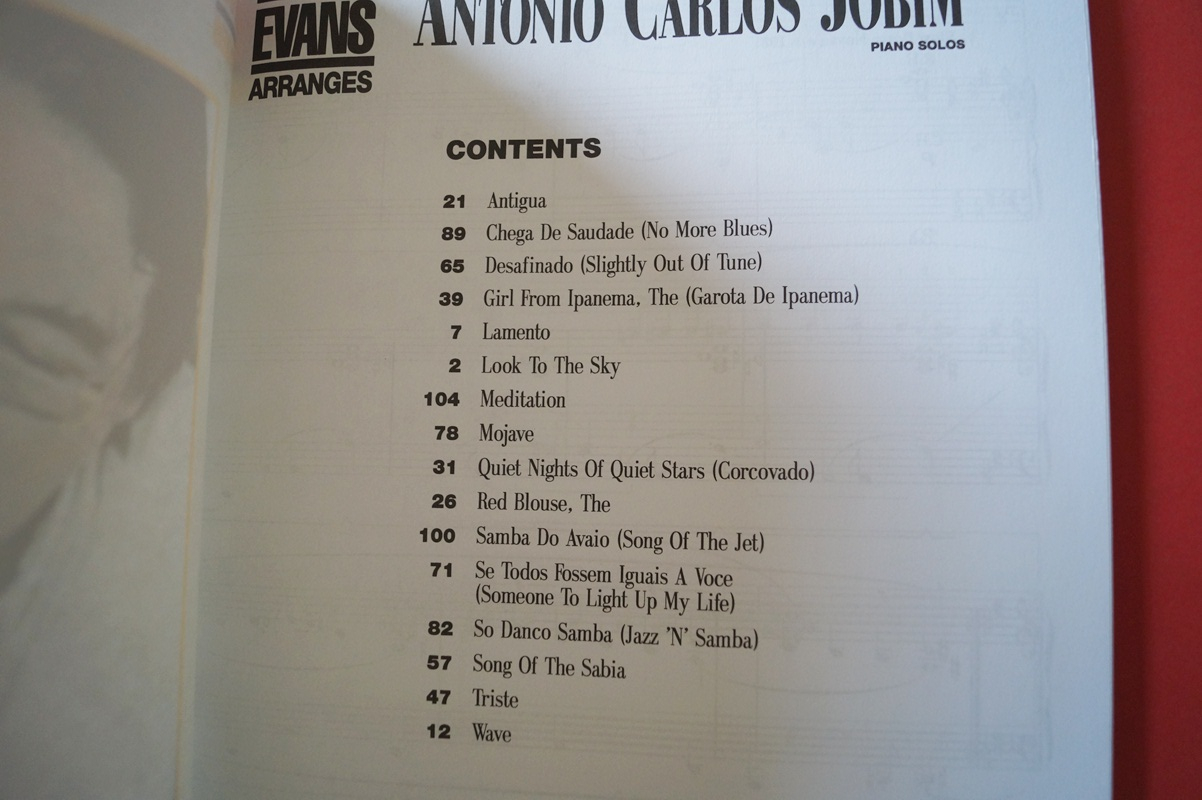 EVANS
ARRANGES
ANTONIO CARLOS JOBIM
PIANO SOLOS
CONTENTS
21 Antigua
89 Chega De Saudade (No More Blues)
65 Desafinado (Slightly Out Of Tune)
39 Girl From Ipanema, The (Garota De Ipanema)
7 Lamento
2 Look To The Sky
104 Meditation
78 Mojave
31 Quiet Nights Of Quiet Stars (Corcovado)
26 Red Blouse, The
100 Samba Do Avaio (Song Of The Jet)
71 Se Todos Fossem Iguais A Voce
(Someone To Light Up My Life)
82 So Danco Samba (Jazz 'N' Samba)
57 Song Of The Sabia
47 Triste
12 Wave